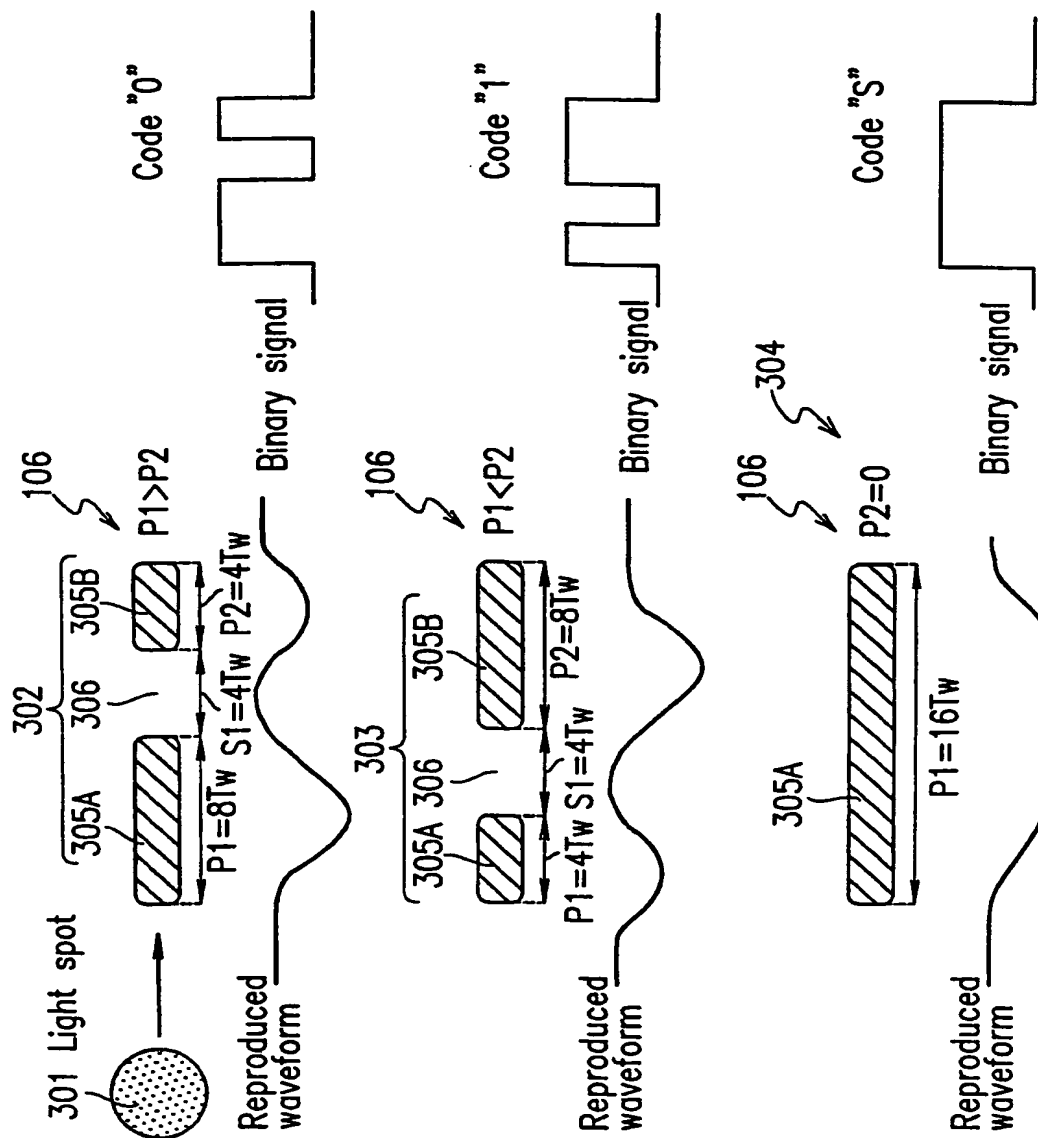 301 Light spot
302
305A
306
305B
106
P1>P2
P1=8Tw
S1=4Tw
P2=4Tw
Reproduced
waveform
Binary signal
Code "0"
303
305A
306
305B
106
P1<P2
P1=4Tw
S1=4Tw
P2=8Tw
Reproduced
waveform
Binary signal
Code "1"
305A
106
304
P2=0
P1=16Tw
Reproduced
waveform
Binary signal
Code "S"